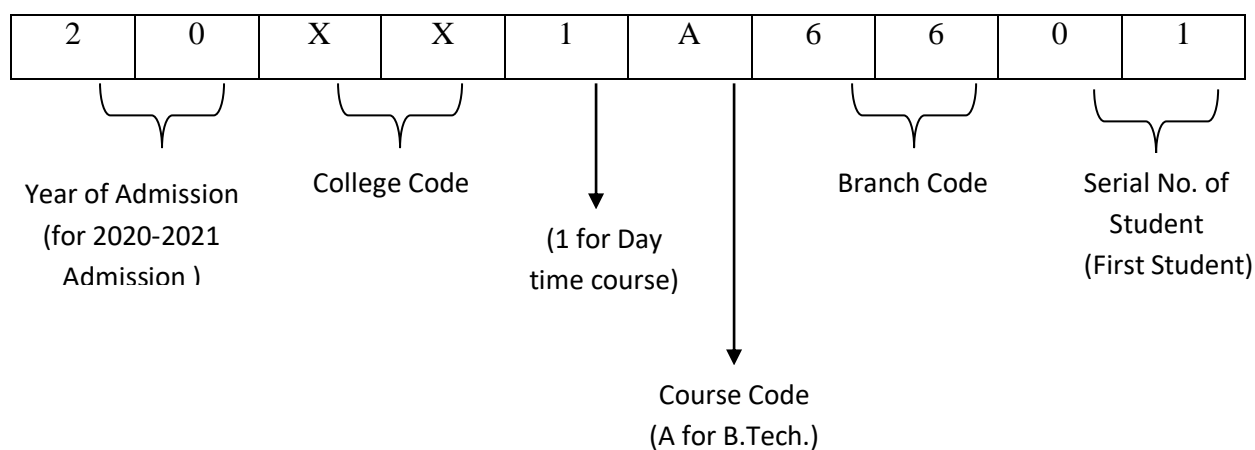 2 0 X X 1 A 6 6 0 1
Year of Admission
(for 2020-2021
Admission )
College Code
(1 for Day
time course)
Course Code
(A for B.Tech.)
Branch Code
Serial No. of
Student
(First Student)